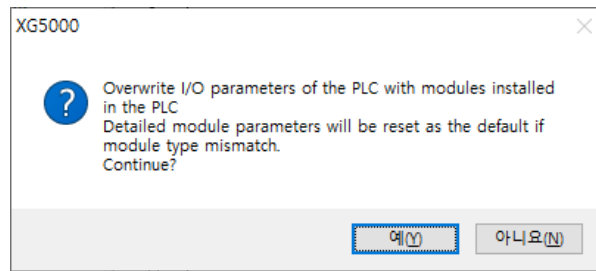 XG5000
Overwrite I/O parameters of the PLC with modules installed
in the PLC
Detailed module parameters will be reset as the default if
module type mismatch.
Continue?
예(Y)
아니요(N)